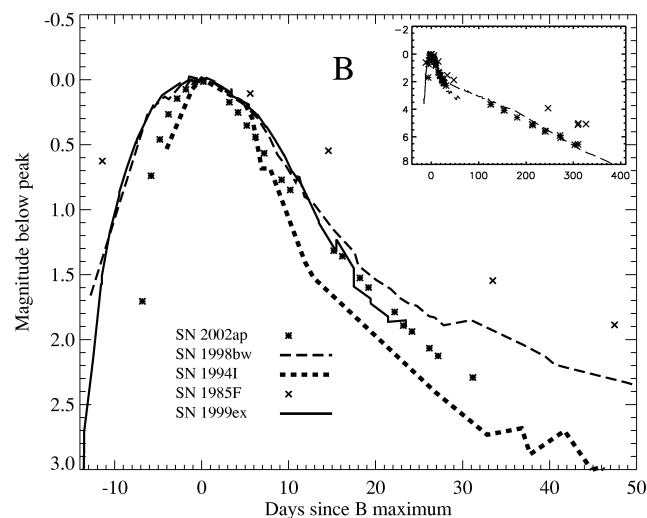 B
Magnitude below peak
-0.5
0.0
0.5
1.0
1.5
2.0
2.5
3.0
-10 0 10 20 30 40 50
Days since B maximum
SN 2002ap
SN 1998bw
SN 1994I
SN 1985F
SN 1999ex
-2
0
2
4
6
8
0 100 200 300 400